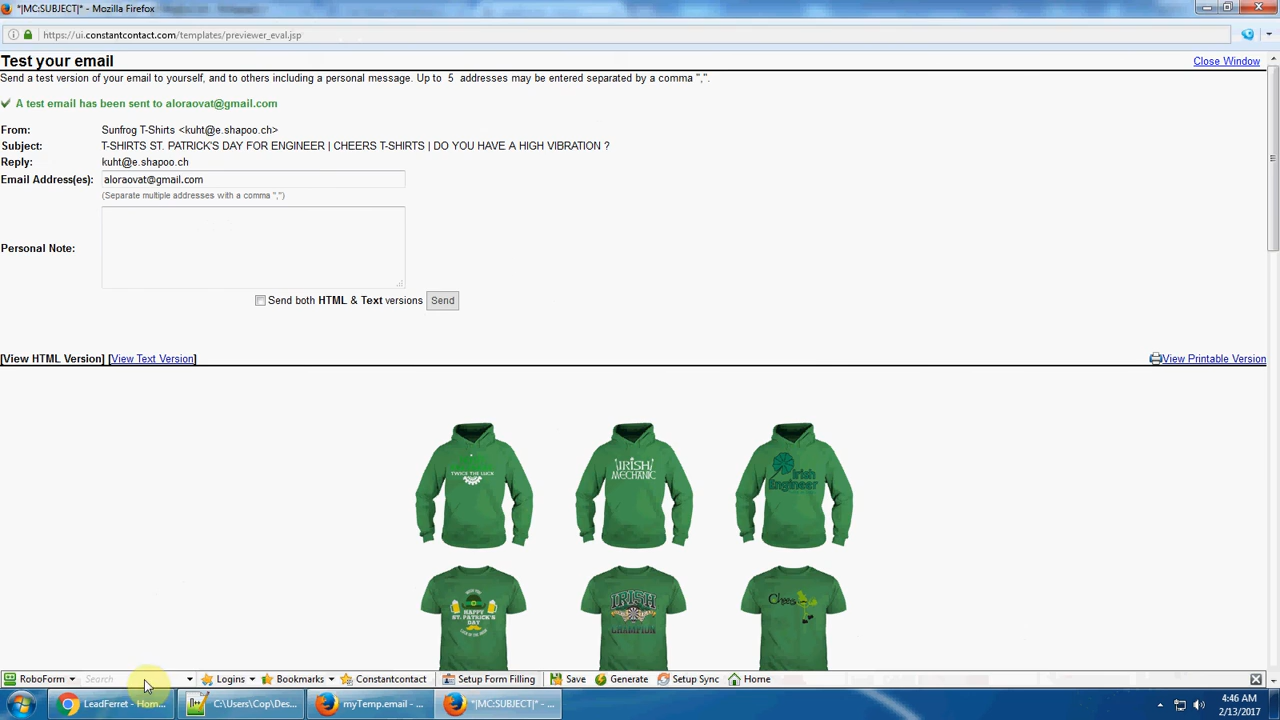 *|MC:SUBJECT|* - Mozilla Firefox
https://ui.constantcontact.com/templates/previewer_eval.jsp
Test your email
Close Window
Send a test version of your email to yourself, and to others including a personal message. Up to 5 addresses may be entered separated by a comma ",".
A test email has been sent to aloraovat@gmail.com
From: Sunfrog T-Shirts <kuht@e.shapoo.ch>
Subject: T-SHIRTS ST. PATRICK'S DAY FOR ENGINEER | CHEERS T-SHIRTS | DO YOU HAVE A HIGH VIBRATION ?
Reply: kuht@e.shapoo.ch
Email Address(es): aloraovat@gmail.com
(Separate multiple addresses with a comma ",")
Personal Note:
Send both HTML & Text versions Send
[View HTML Version] [View Text Version]
View Printable Version
TWICE THE LUCK
IRISH
MECHANIC
Irish
Engineer
HAPPY
ST. PATRICK'S
DAY
IRISH
CHAMPION
Cheers
RoboForm Search Logins Bookmarks Constantcontact Setup Form Filling Save Generate Setup Sync Home
LeadFerret - Hom... C:\Users\Cop\Des... myTemp.email - ... *|MC:SUBJECT|* - ...
4:46 AM
2/13/2017